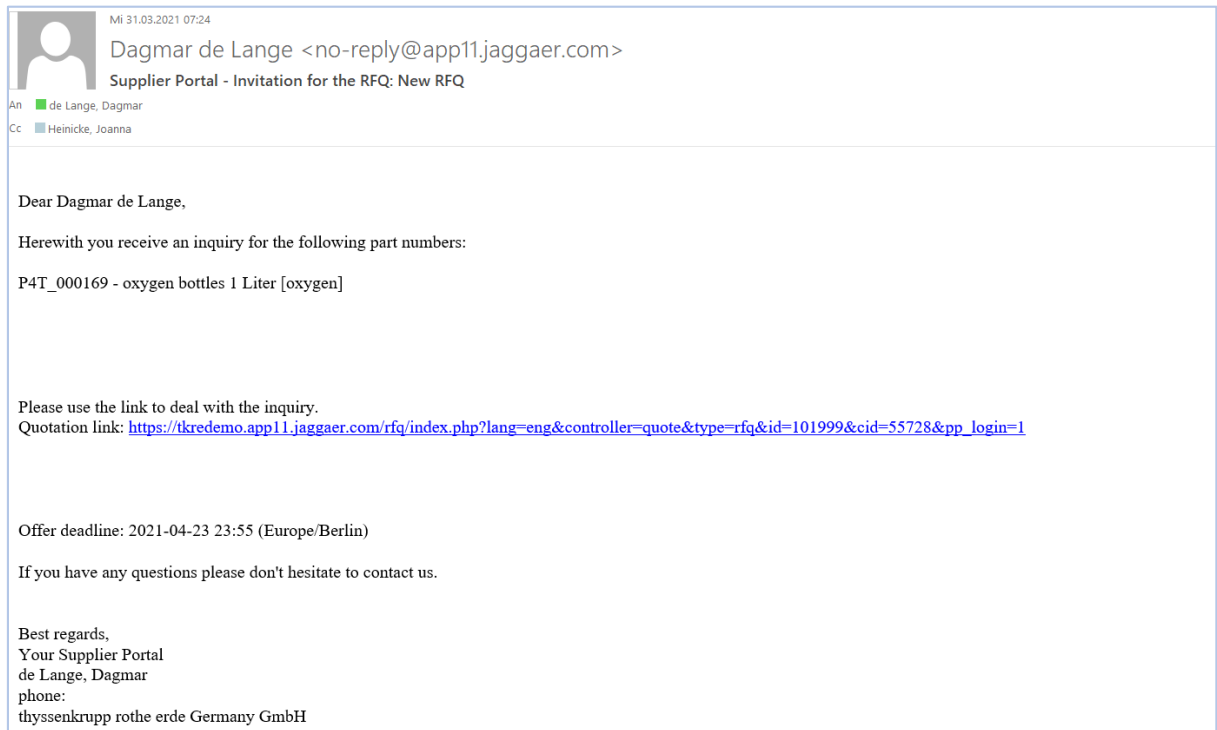 Mi 31.03.2021 07:24
Dagmar de Lange <no-reply@app11.jaggaer.com>
Supplier Portal - Invitation for the RFQ: New RFQ
An de Lange, Dagmar
Cc Heinicke, Joanna
Dear Dagmar de Lange,
Herewith you receive an inquiry for the following part numbers:
P4T_000169 - oxygen bottles 1 Liter [oxygen]
Please use the link to deal with the inquiry.
Quotation link: https://tkredemo.app11.jaggaer.com/rfq/index.php?lang=eng&controller=quote&type=rfq&id=101999&cid=55728&pp_login=1
Offer deadline: 2021-04-23 23:55 (Europe/Berlin)
If you have any questions please don't hesitate to contact us.
Best regards,
Your Supplier Portal
de Lange, Dagmar
phone:
thyssenkrupp rothe erde Germany GmbH